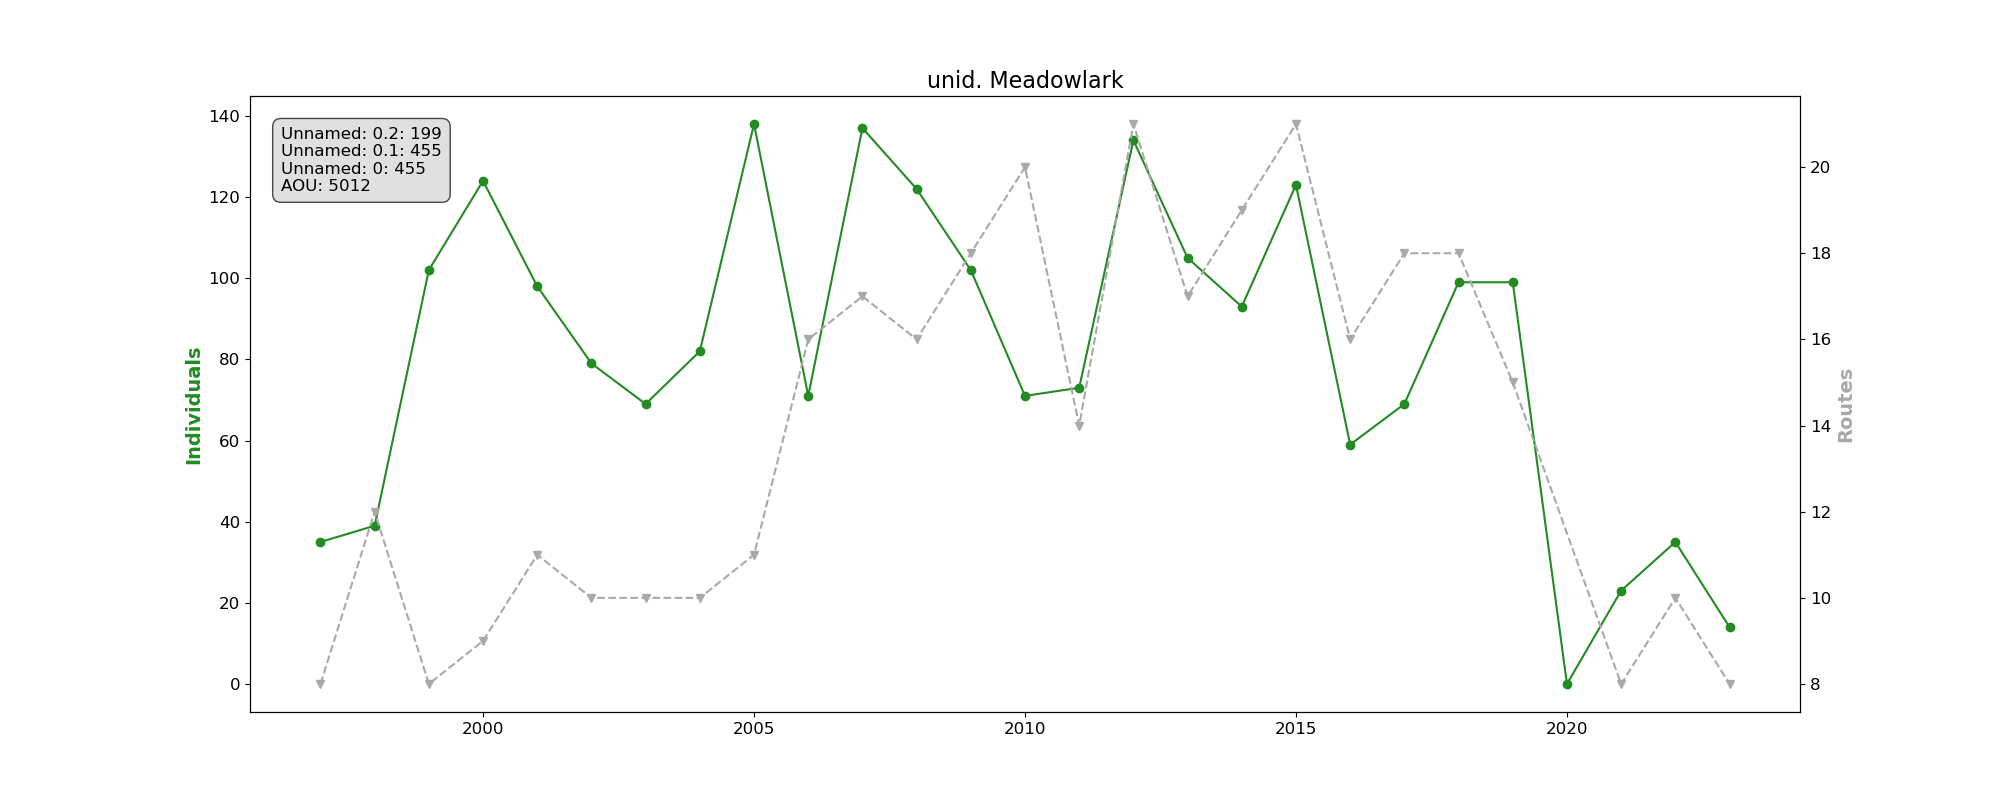 unid. Meadowlark
Unnamed: 0.2: 199
Unnamed: 0.1: 455
Unnamed: 0: 455
AOU: 5012
Individuals
140
120
100
80
60
40
20
0
Routes
20
18
16
14
12
10
8
2000 2005 2010 2015 2020